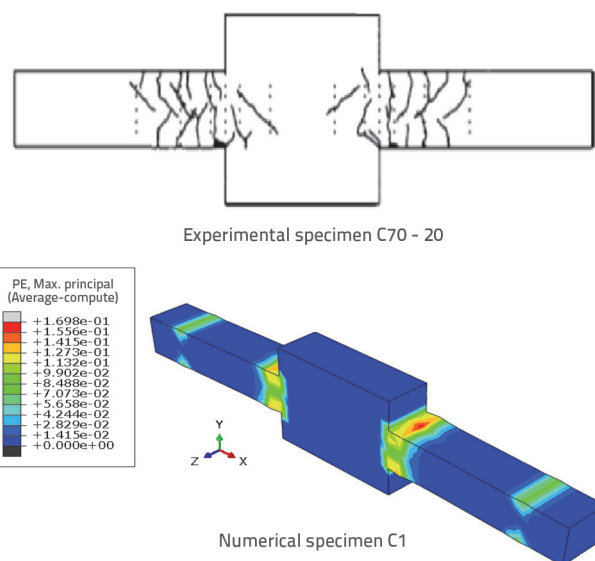 Experimental specimen C70 - 20
PE, Max. principal
(Average-compute)
+1.698e-01
+1.556e-01
+1.415e-01
+1.273e-01
+1.132e-01
+9.902e-02
+8.488e-02
+7.073e-02
+5.658e-02
+4.244e-02
+2.829e-02
+1.415e-02
+0.000e+00
Y
Z
X
Numerical specimen C1